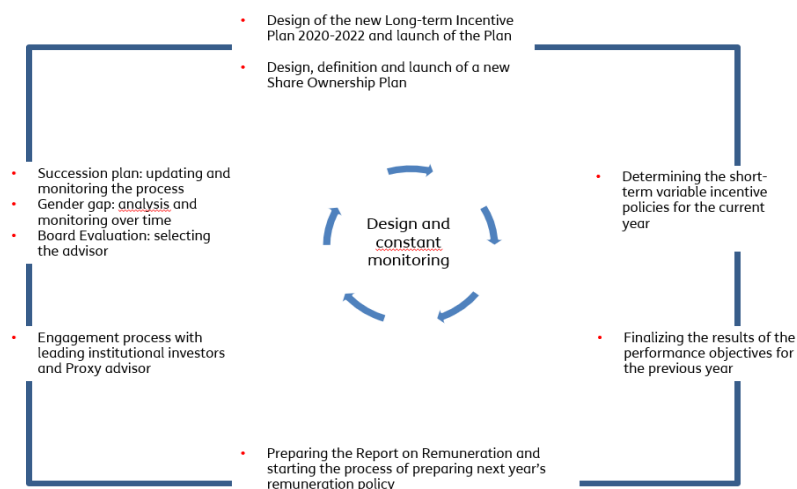 Design of the new Long-term Incentive
Plan 2020-2022 and launch of the Plan
Design, definition and launch of a new
Share Ownership Plan
Succession plan: updating and
monitoring the process
Gender gap: analysis and
monitoring over time
Board Evaluation: selecting
the advisor
Determining the short-
term variable incentive
policies for the current
year
Design and
constant
monitoring
Engagement process with
leading institutional investors
and Proxy advisor
Finalizing the results of the
performance objectives for
the previous year
Preparing the Report on Remuneration and
starting the process of preparing next year’s
remuneration policy